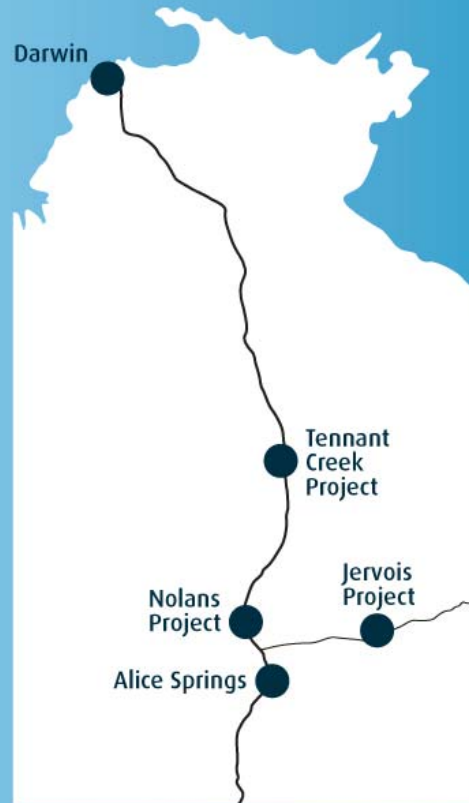 Darwin
Tennant
Creek
Project
Jervois
Project
Nolans
Project
Alice Springs